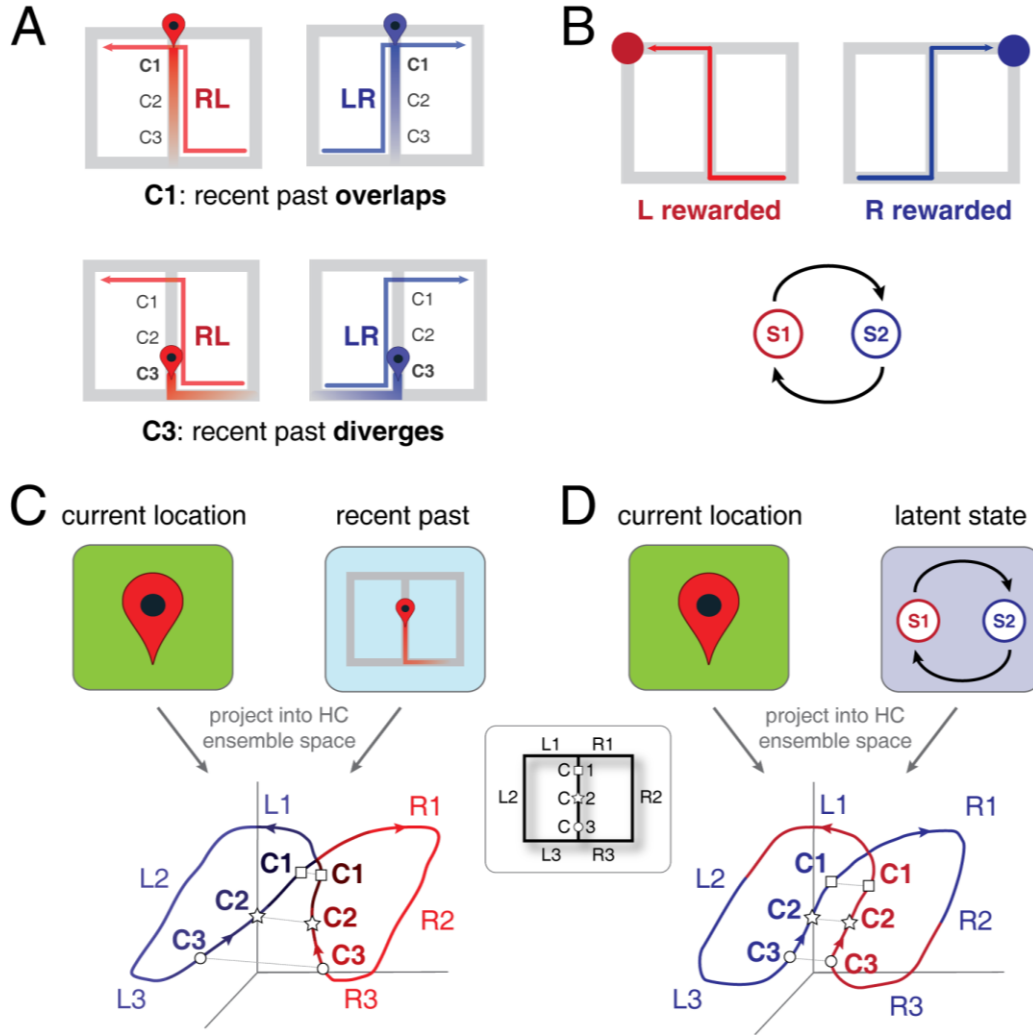 A
C1
C2
C3
RL
LR
C1
C2
C3
C1: recent past overlaps
C1
C2
C3
RL
LR
C1
C2
C3
C3: recent past diverges
B
L rewarded
R rewarded
S1
S2
C
current location
recent past
project into HC
ensemble space
L1
R1
L2
C1
C1
C2
C2
R2
C3
C3
L3
R3
L1
R1
C
1
L2
C
2
R2
C
3
L3
R3
D
current location
latent state
S1
S2
project into HC
ensemble space
L1
R1
L2
C1
C1
C2
C2
R2
C3
C3
L3
R3